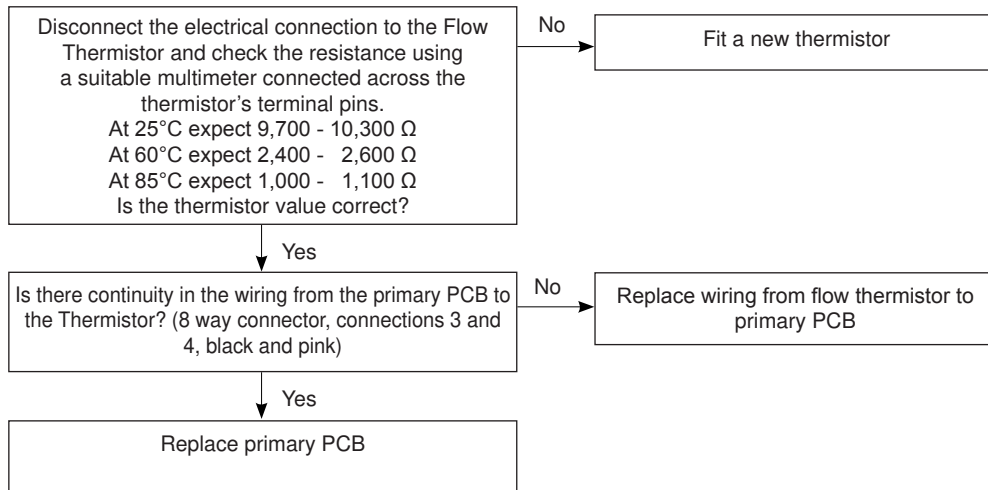 Disconnect the electrical connection to the Flow
Thermistor and check the resistance using
a suitable multimeter connected across the
thermistor's terminal pins.
At 25°C expect 9,700 - 10,300 Ω
At 60°C expect 2,400 - 2,600 Ω
At 85°C expect 1,000 - 1,100 Ω
Is the thermistor value correct?
No
Fit a new thermistor
Yes
Is there continuity in the wiring from the primary PCB to
the Thermistor? (8 way connector, connections 3 and
4, black and pink)
No
Replace wiring from flow thermistor to
primary PCB
Yes
Replace primary PCB